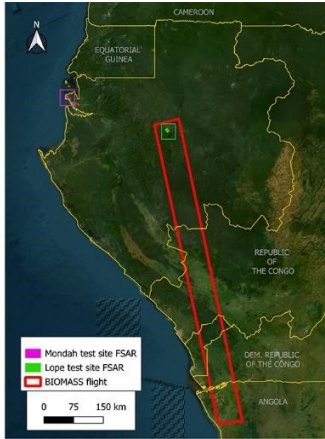 N
CAMEROON
EQUATORIAL
GUINEA
REPUBLIC
OF
THE CONGO
DEM. REPUBLIC
OF THE CONGO
ANGOLA
Mondah test site FSAR
Lope test site FSAR
BIOMASS flight
0 75 150 km